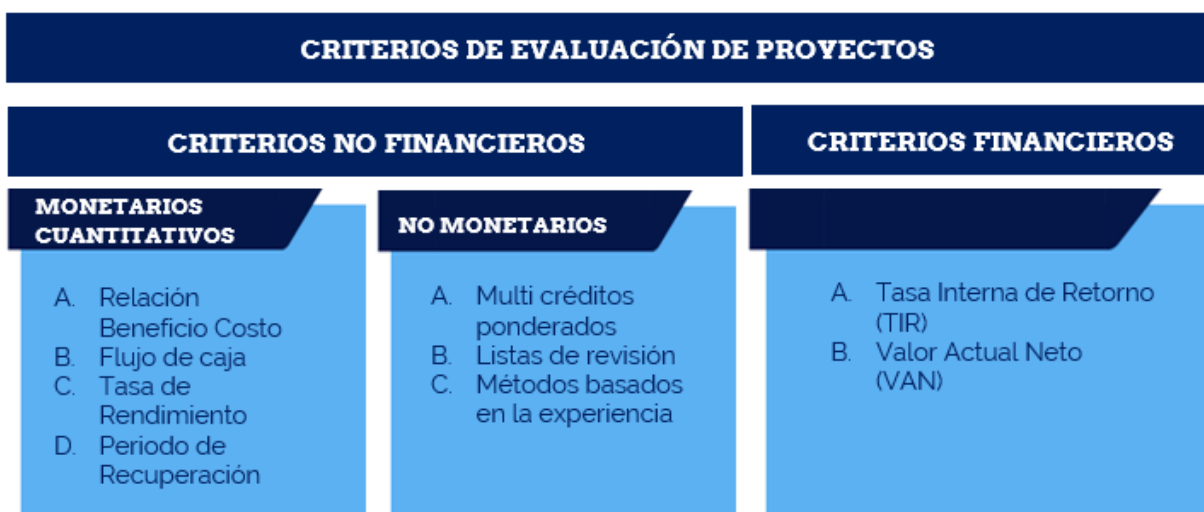 CRITERIOS DE EVALUACIÓN DE PROYECTOS
CRITERIOS NO FINANCIEROS
CRITERIOS FINANCIEROS
MONETARIOS
CUANTITATIVOS
A. Relación
Beneficio Costo
B. Flujo de caja
C. Tasa de
Rendimiento
D. Periodo de
Recuperación
NO MONETARIOS
A. Multi créditos
ponderados
B. Listas de revisión
C. Métodos basados
en la experiencia
A. Tasa Interna de Retorno
(TIR)
B. Valor Actual Neto
(VAN)